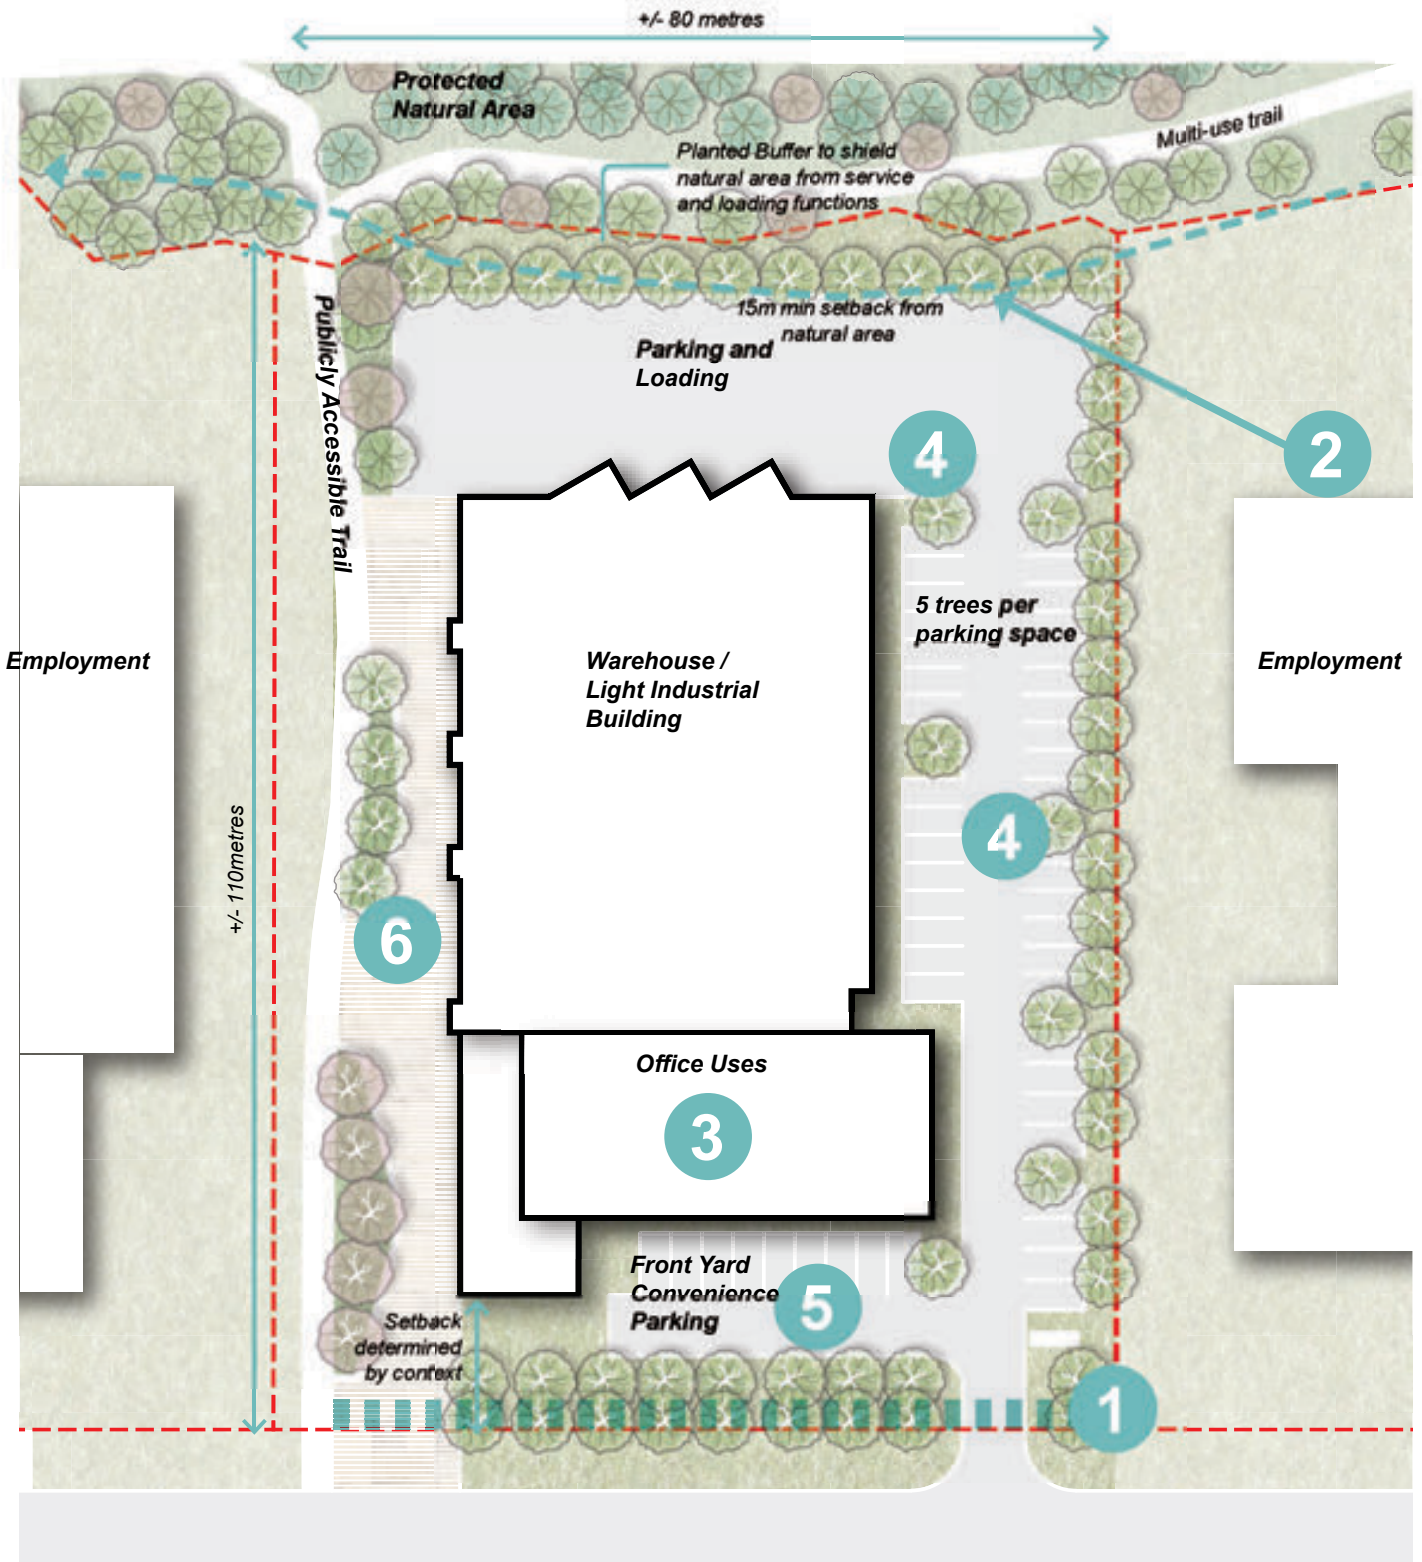 +/- 80 metres
Protected
Natural Area
Multi-use trail
Planted Buffer to shield
natural area from service
and loading functions
15m min setback from
natural area
Parking and
Loading
Publicly Accessible Trail
4
2
5 trees per
parking space
Employment
Warehouse /
Light Industrial
Building
Employment
+/- 110metres
4
6
Office Uses
3
Front Yard
Convenience
Parking
5
Setback
determined
by context
1